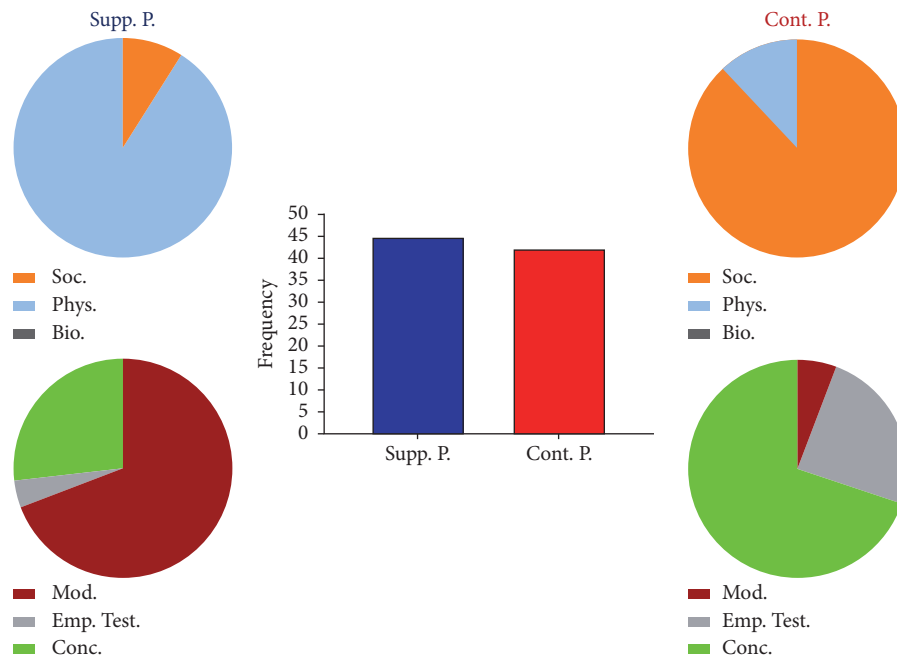 Supp. P.
Soc.
Phys.
Bio.
Mod.
Emp. Test.
Conc.
Frequency
50
45
40
35
30
25
20
15
10
5
0
Supp. P.
Cont. P.
Cont. P.
Soc.
Phys.
Bio.
Mod.
Emp. Test.
Conc.